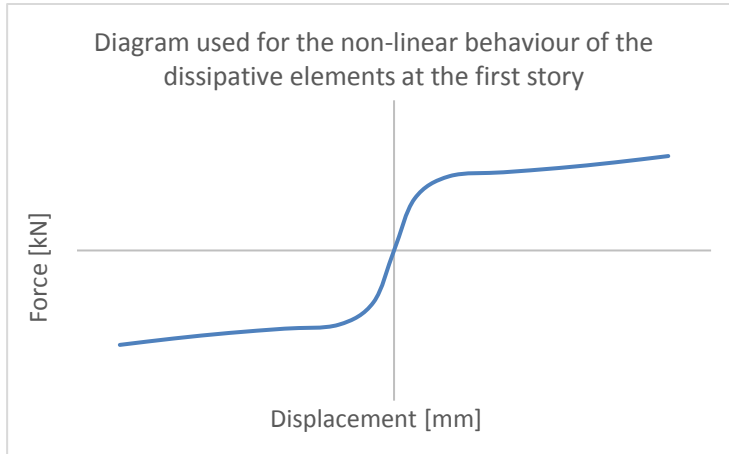 Diagram used for the non-linear behaviour of the
dissipative elements at the first story
Force [kN]
Displacement [mm]